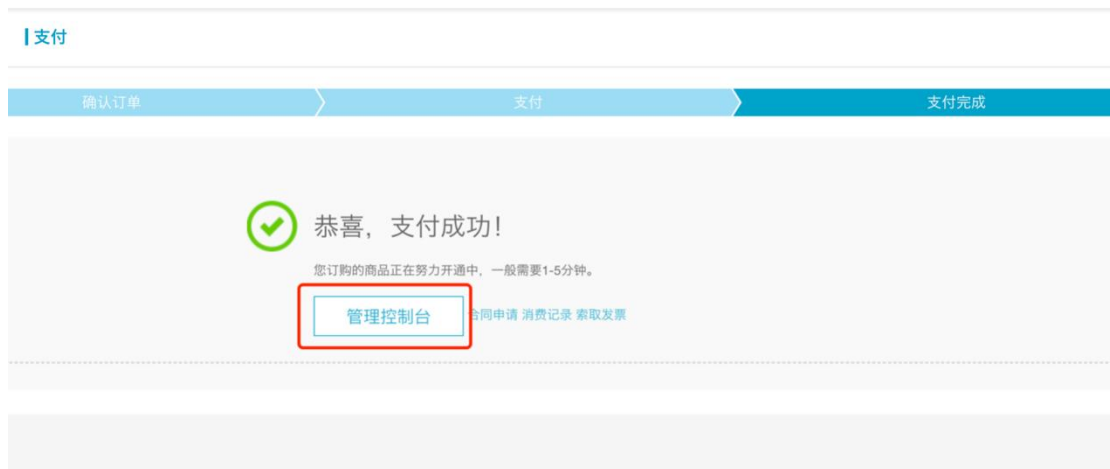 支付
确认订单 支付 支付完成
恭喜，支付成功！
您订购的商品正在努力开通中，一般需要1-5分钟。
管理控制台 合同申请 消费记录 索取发票